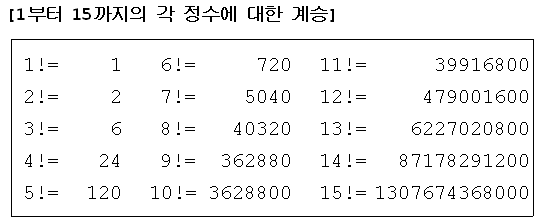 [1부터 15까지의 각 정수에 대한 계승]
1!= 1 6!= 720 11!= 39916800
2!= 2 7!= 5040 12!= 479001600
3!= 6 8!= 40320 13!= 6227020800
4!= 24 9!= 362880 14!= 87178291200
5!= 120 10!= 3628800 15!= 1307674368000